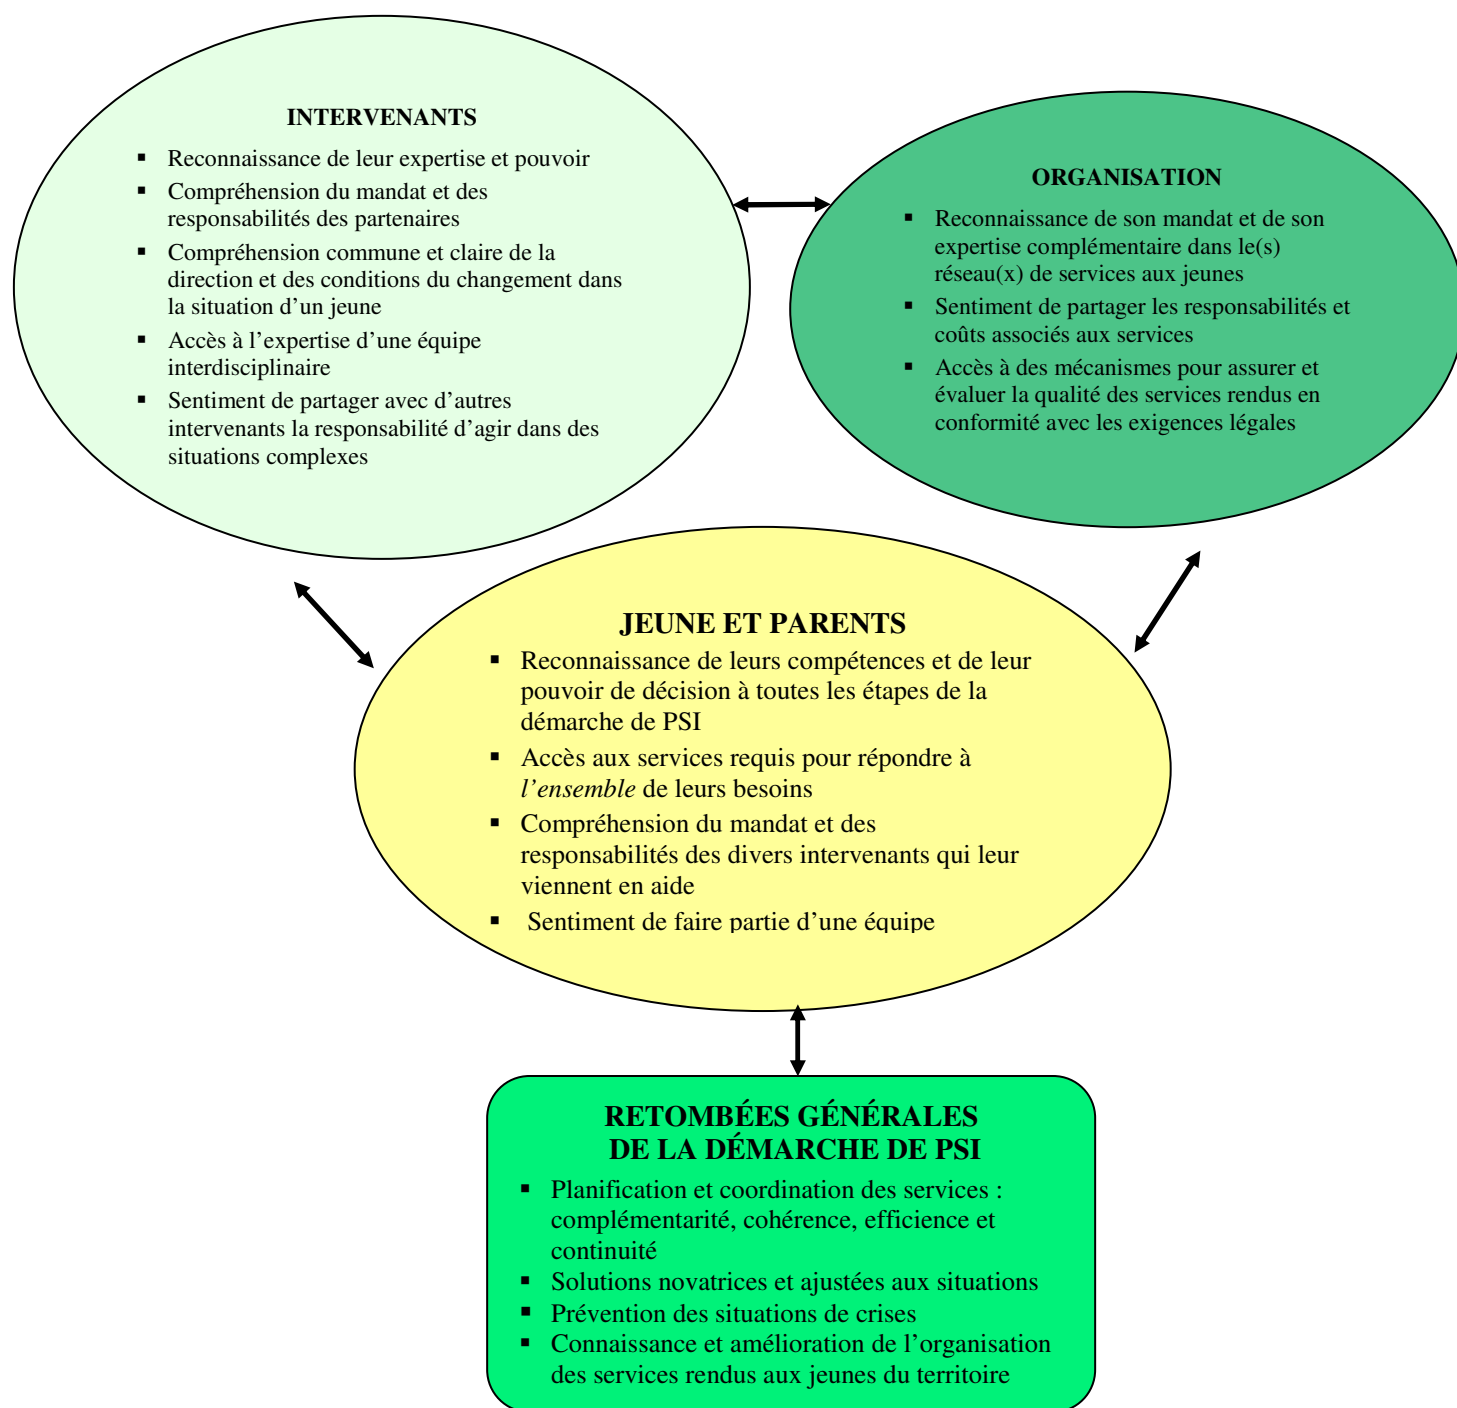 INTERVENANTS
▪ Reconnaissance de leur expertise et pouvoir
▪ Compréhension du mandat et des
responsabilités des partenaires
▪ Compréhension commune et claire de la
direction et des conditions du changement dans
la situation d’un jeune
▪ Accès à l’expertise d’une équipe
interdisciplinaire
▪ Sentiment de partager avec d’autres
intervenants la responsabilité d’agir dans des
situations complexes
ORGANISATION
▪ Reconnaissance de son mandat et de son
expertise complémentaire dans le(s)
réseau(x) de services aux jeunes
▪ Sentiment de partager les responsabilités et
coûts associés aux services
▪ Accès à des mécanismes pour assurer et
évaluer la qualité des services rendus en
conformité avec les exigences légales
JEUNE ET PARENTS
▪ Reconnaissance de leurs compétences et de leur
pouvoir de décision à toutes les étapes de la
démarche de PSI
▪ Accès aux services requis pour répondre à
l’ensemble de leurs besoins
▪ Compréhension du mandat et des
responsabilités des divers intervenants qui leur
viennent en aide
▪ Sentiment de faire partie d’une équipe
RETOMBÉES GÉNÉRALES
DE LA DÉMARCHE DE PSI
▪ Planification et coordination des services :
complémentarité, cohérence, efficience et
continuité
▪ Solutions novatrices et ajustées aux situations
▪ Prévention des situations de crises
▪ Connaissance et amélioration de l’organisation
des services rendus aux jeunes du territoire